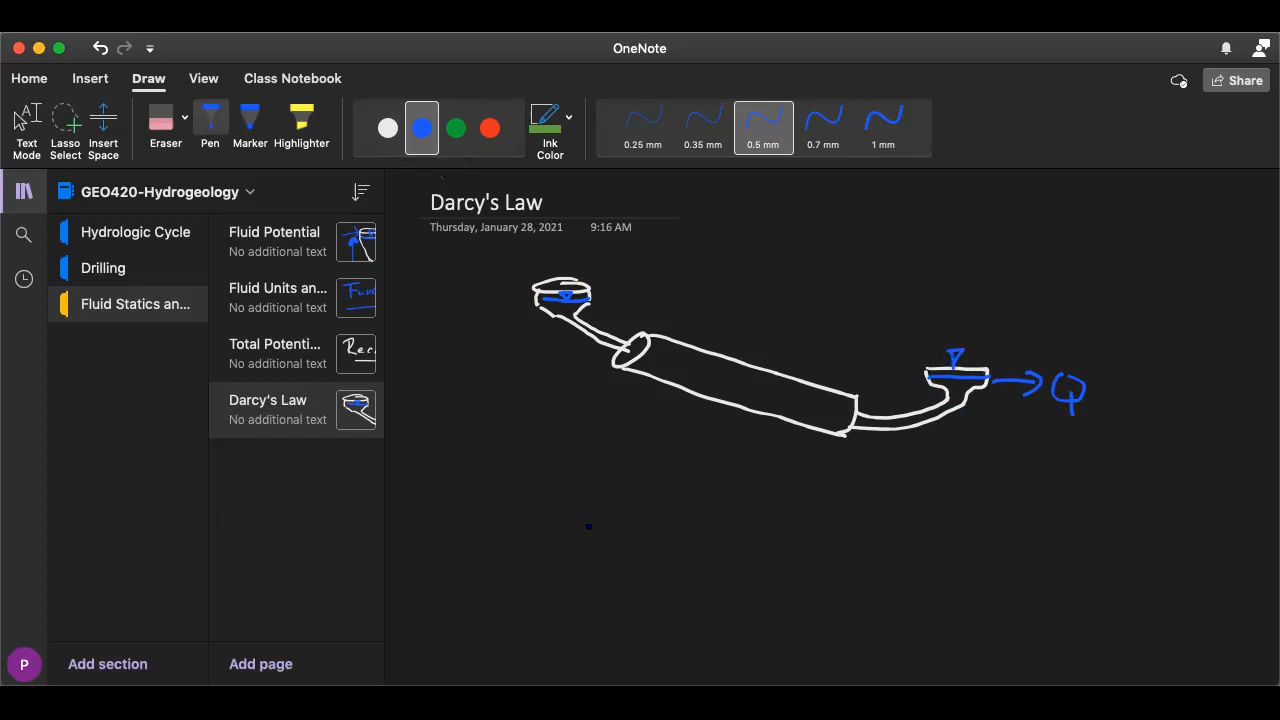 OneNote
Home Insert Draw View Class Notebook
Share
Text Mode
Lasso Select
Insert Space
Eraser
Pen
Marker
Highlighter
Ink Color
0.25 mm
0.35 mm
0.5 mm
0.7 mm
1 mm
GEO420-Hydrogeology
Hydrologic Cycle
Drilling
Fluid Statics an...
Fluid Potential
No additional text
Fluid Units an...
No additional text
Total Potenti...
No additional text
Darcy's Law
No additional text
Darcy's Law
Thursday, January 28, 2021 9:16 AM
Q
P
Add section
Add page